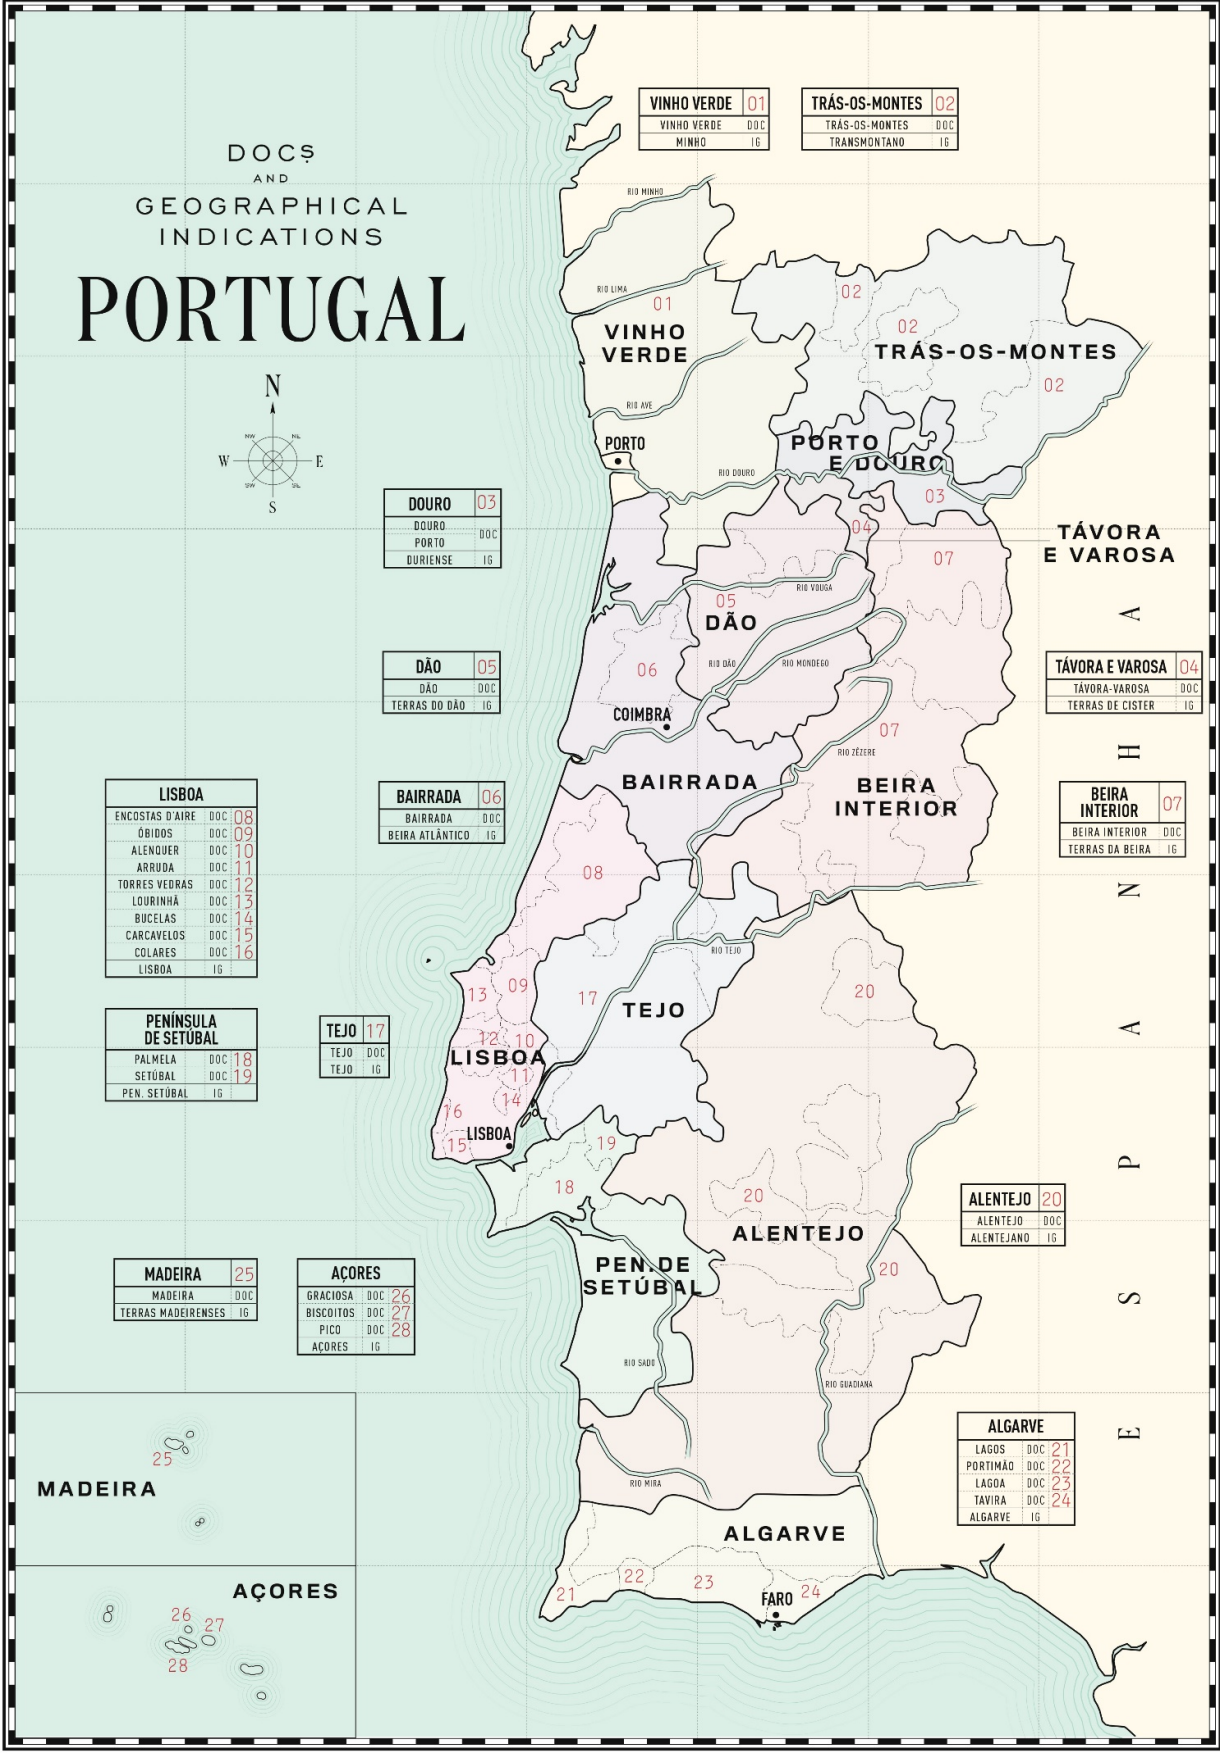 DOCs
AND
GEOGRAPHICAL
INDICATIONS
PORTUGAL
N
NW NE
W E
SW SE
S
VINHO VERDE 01
VINHO VERDE DOC
MINHO IG
TRÁS-OS-MONTES 02
TRÁS-OS-MONTES DOC
TRANSMONTANO IG
RIO MINHO
RIO LIMA
01
VINHO
VERDE
RIO AVE
PORTO
02
02
TRÁS-OS-MONTES
02
PORTO
E DOURO
RIO DOURO
03
DOURO 03
DOURO
PORTO
DOC
DURIENSE IG
04
TÁVORA
E VAROSA
07
RIO VOUGA
05
DÃO
RIO DÃO
RIO MONDEGO
06
COIMBRA
DÃO 05
DÃO DOC
TERRAS DO DÃO IG
TÁVORA E VAROSA 04
TÁVORA-VAROSA DOC
TERRAS DE CISTER IG
07
RIO ZÊZERE
BAIRRADA
BEIRA
INTERIOR
BAIRRADA 06
BAIRRADA DOC
BEIRA ATLÂNTICO IG
BEIRA
INTERIOR 07
BEIRA INTERIOR DOC
TERRAS DA BEIRA IG
LISBOA
ENCOSTAS D'AIRE DOC 08
ÓBIDOS DOC 09
ALENQUER DOC 10
ARRUDA DOC 11
TORRES VEDRAS DOC 12
LOURINHÃ DOC 13
BUCELAS DOC 14
CARCAVELOS DOC 15
COLARES DOC 16
LISBOA IG
08
RIO TEJO
13
09
17
TEJO
20
12
10
LISBOA
11
14
16
15
LISBOA
PENÍNSULA
DE SETÚBAL
PALMELA DOC 18
SETÚBAL DOC 19
PEN. SETÚBAL IG
TEJO 17
TEJO DOC
TEJO IG
19
18
20
ALENTEJO
20
PEN. DE
SETÚBAL
RIO SADO
RIO GUADIANA
RIO MIRA
ALENTEJO 20
ALENTEJO DOC
ALENTEJANO IG
MADEIRA 25
MADEIRA DOC
TERRAS MADEIRENSES IG
AÇORES
GRACIOSA DOC 26
BISCOITOS DOC 27
PICO DOC 28
AÇORES IG
ESPANHA
ALGARVE
LAGOS DOC 21
PORTIMÃO DOC 22
LAGOA DOC 23
TAVIRA DOC 24
ALGARVE IG
ALGARVE
21
22
23
24
FARO
25
MADEIRA
AÇORES
26
27
28